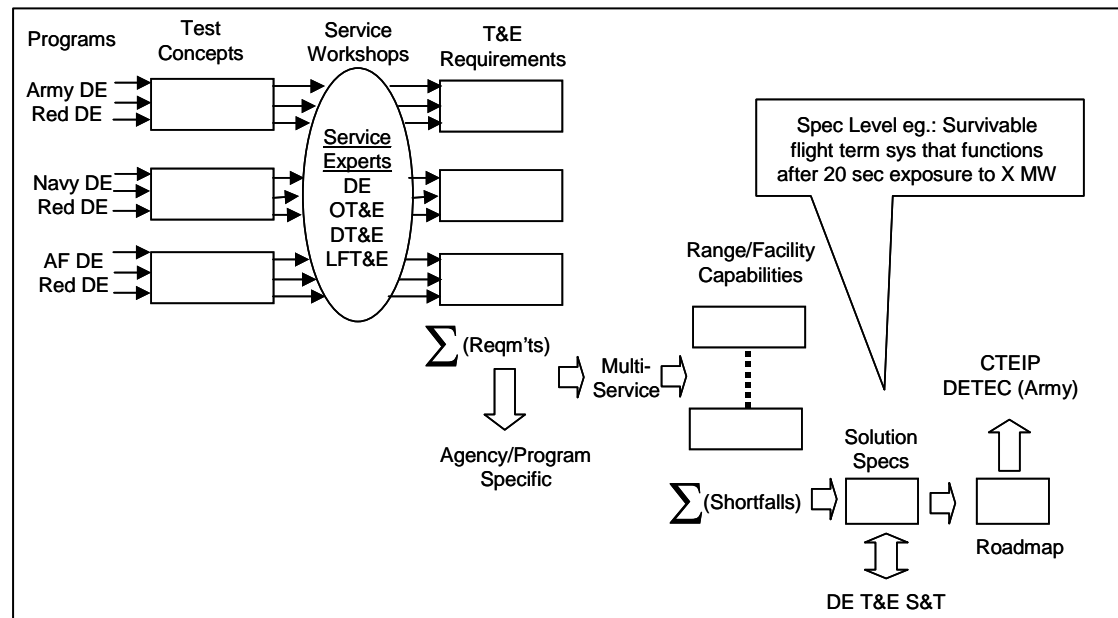 Programs
Test
Concepts
Service
Workshops
T&E
Requirements
Army DE
Red DE
Navy DE
Red DE
AF DE
Red DE
Service
Experts
DE
OT&E
DT&E
LFT&E
Spec Level eg.: Survivable
flight term sys that functions
after 20 sec exposure to X MW
Range/Facility
Capabilities
∑(Reqm'ts)
Multi-
Service
Agency/Program
Specific
CTEIP
DETEC (Army)
Solution
Specs
∑(Shortfalls)
Roadmap
DE T&E S&T